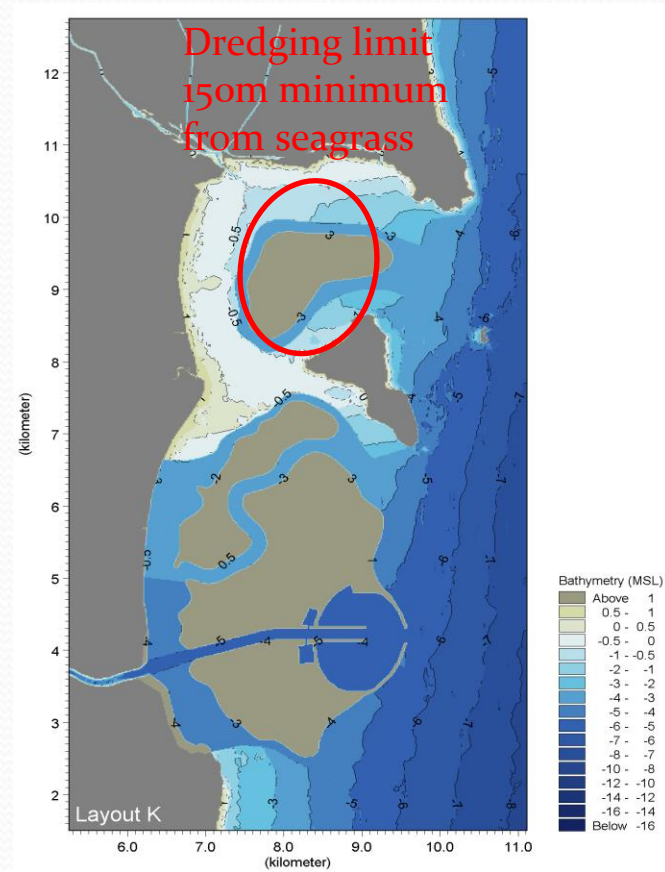 Dredging limit
150m minimum
from seagrass
12
11
10
9
8
7
6
5
4
3
2
(kilometer)
6.0 7.0 8.0 9.0 10.0 11.0
(kilometer)
Layout K
Bathymetry (MSL)
Above 1
0.5 - 1
0 - 0.5
-0.5 - 0
-1 - -0.5
-2 - -1
-3 - -2
-4 - -3
-5 - -4
-6 - -5
-7 - -6
-8 - -7
-10 - -8
-12 - -10
-14 - -12
-16 - -14
Below -16